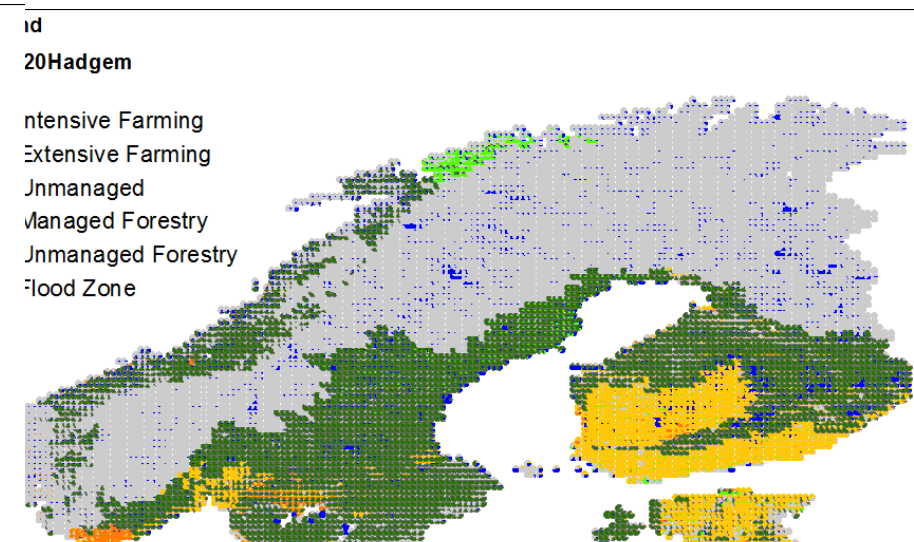 nd
20Hadgem
ntensive Farming
Extensive Farming
Unmanaged
Managed Forestry
Unmanaged Forestry
Flood Zone